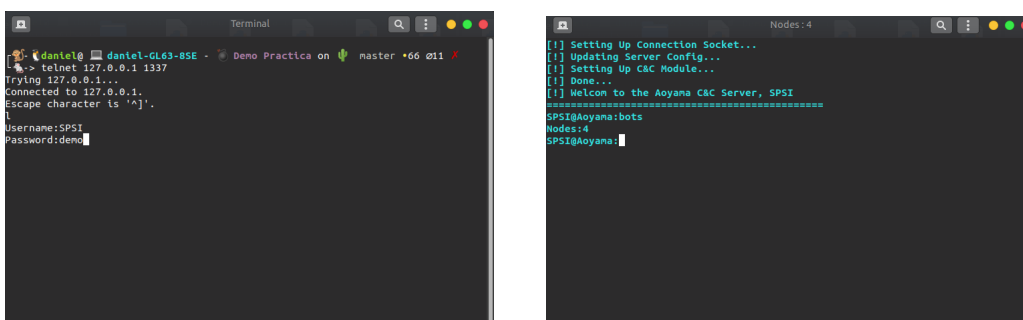 Terminal
daniel@ daniel-GL63-8SE - Demo Practica on master •66 ø11 ✗
-> telnet 127.0.0.1 1337
Trying 127.0.0.1...
Connected to 127.0.0.1.
Escape character is '^]'.
l
Username:SPSI
Password:demo
Nodes:4
[!] Setting Up Connection Socket...
[!] Updating Server Config...
[!] Setting Up C&C Module...
[!] Done...
[!] Welcom to the Aoyama C&C Server, SPSI
==============================================
SPSI@Aoyama:bots
Nodes:4
SPSI@Aoyama: